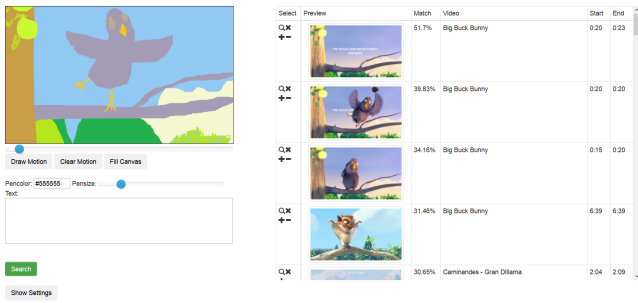 Draw Motion Clear Motion Fill Canvas
Pencolor: #555555 Pensize:
Text:
Search
Show Settings
Select Preview Match Video Start End
51.7% Big Buck Bunny 0:20 0:23
39.83% Big Buck Bunny 0:20 0:20
34.16% Big Buck Bunny 0:15 0:20
31.46% Big Buck Bunny 6:39 6:39
30.65% Caminandes - Gran Dillama 2:04 2:09